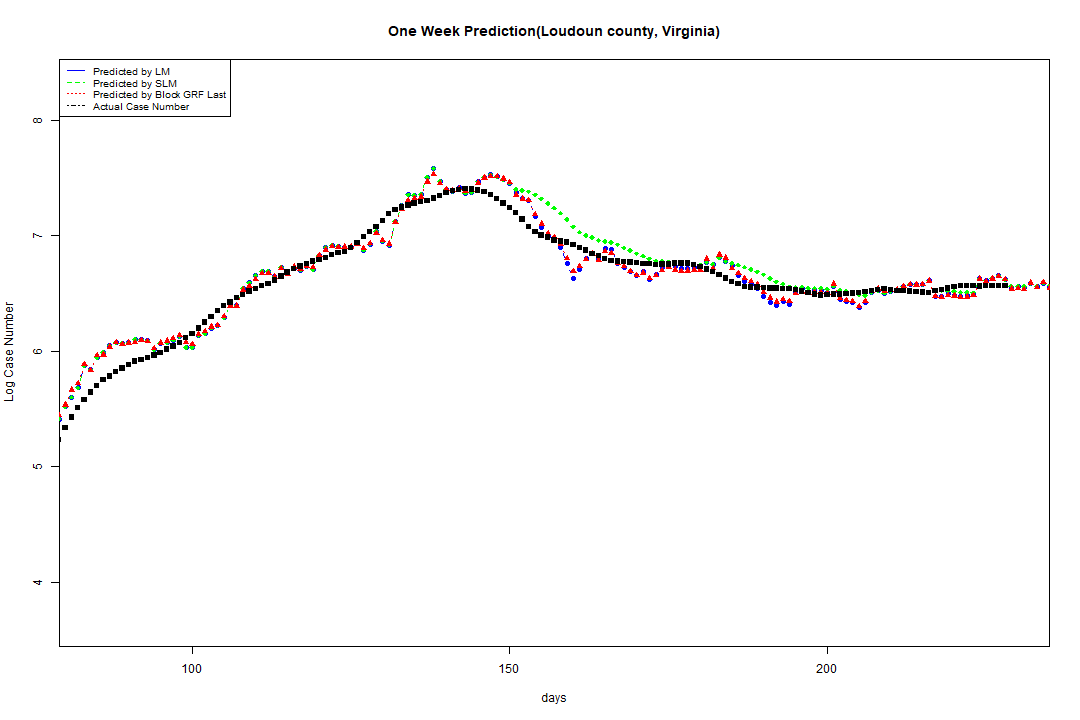 One Week Prediction(Loudoun county, Virginia)
Predicted by LM
Predicted by SLM
Predicted by Block GRF Last
Actual Case Number
8
7
6
5
4
Log Case Number
100 150 200
days